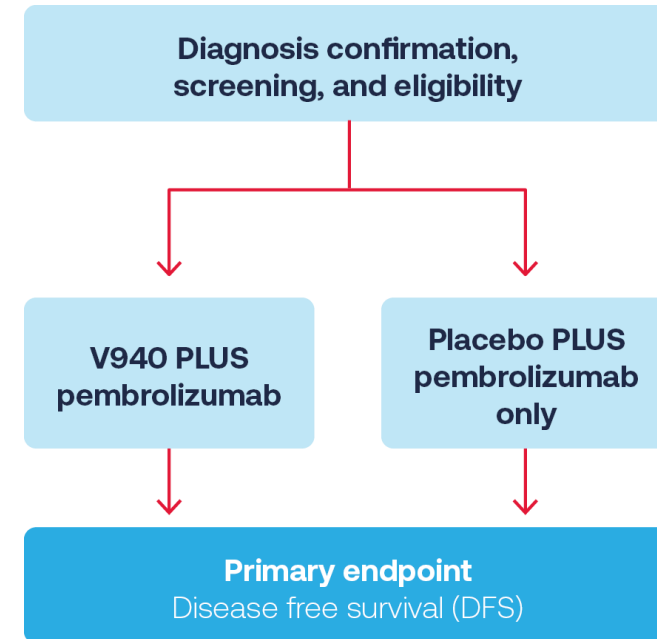 Diagnosis confirmation,
screening, and eligibility
V940 PLUS
pembrolizumab
Placebo PLUS
pembrolizumab
only
Primary endpoint
Disease free survival (DFS)